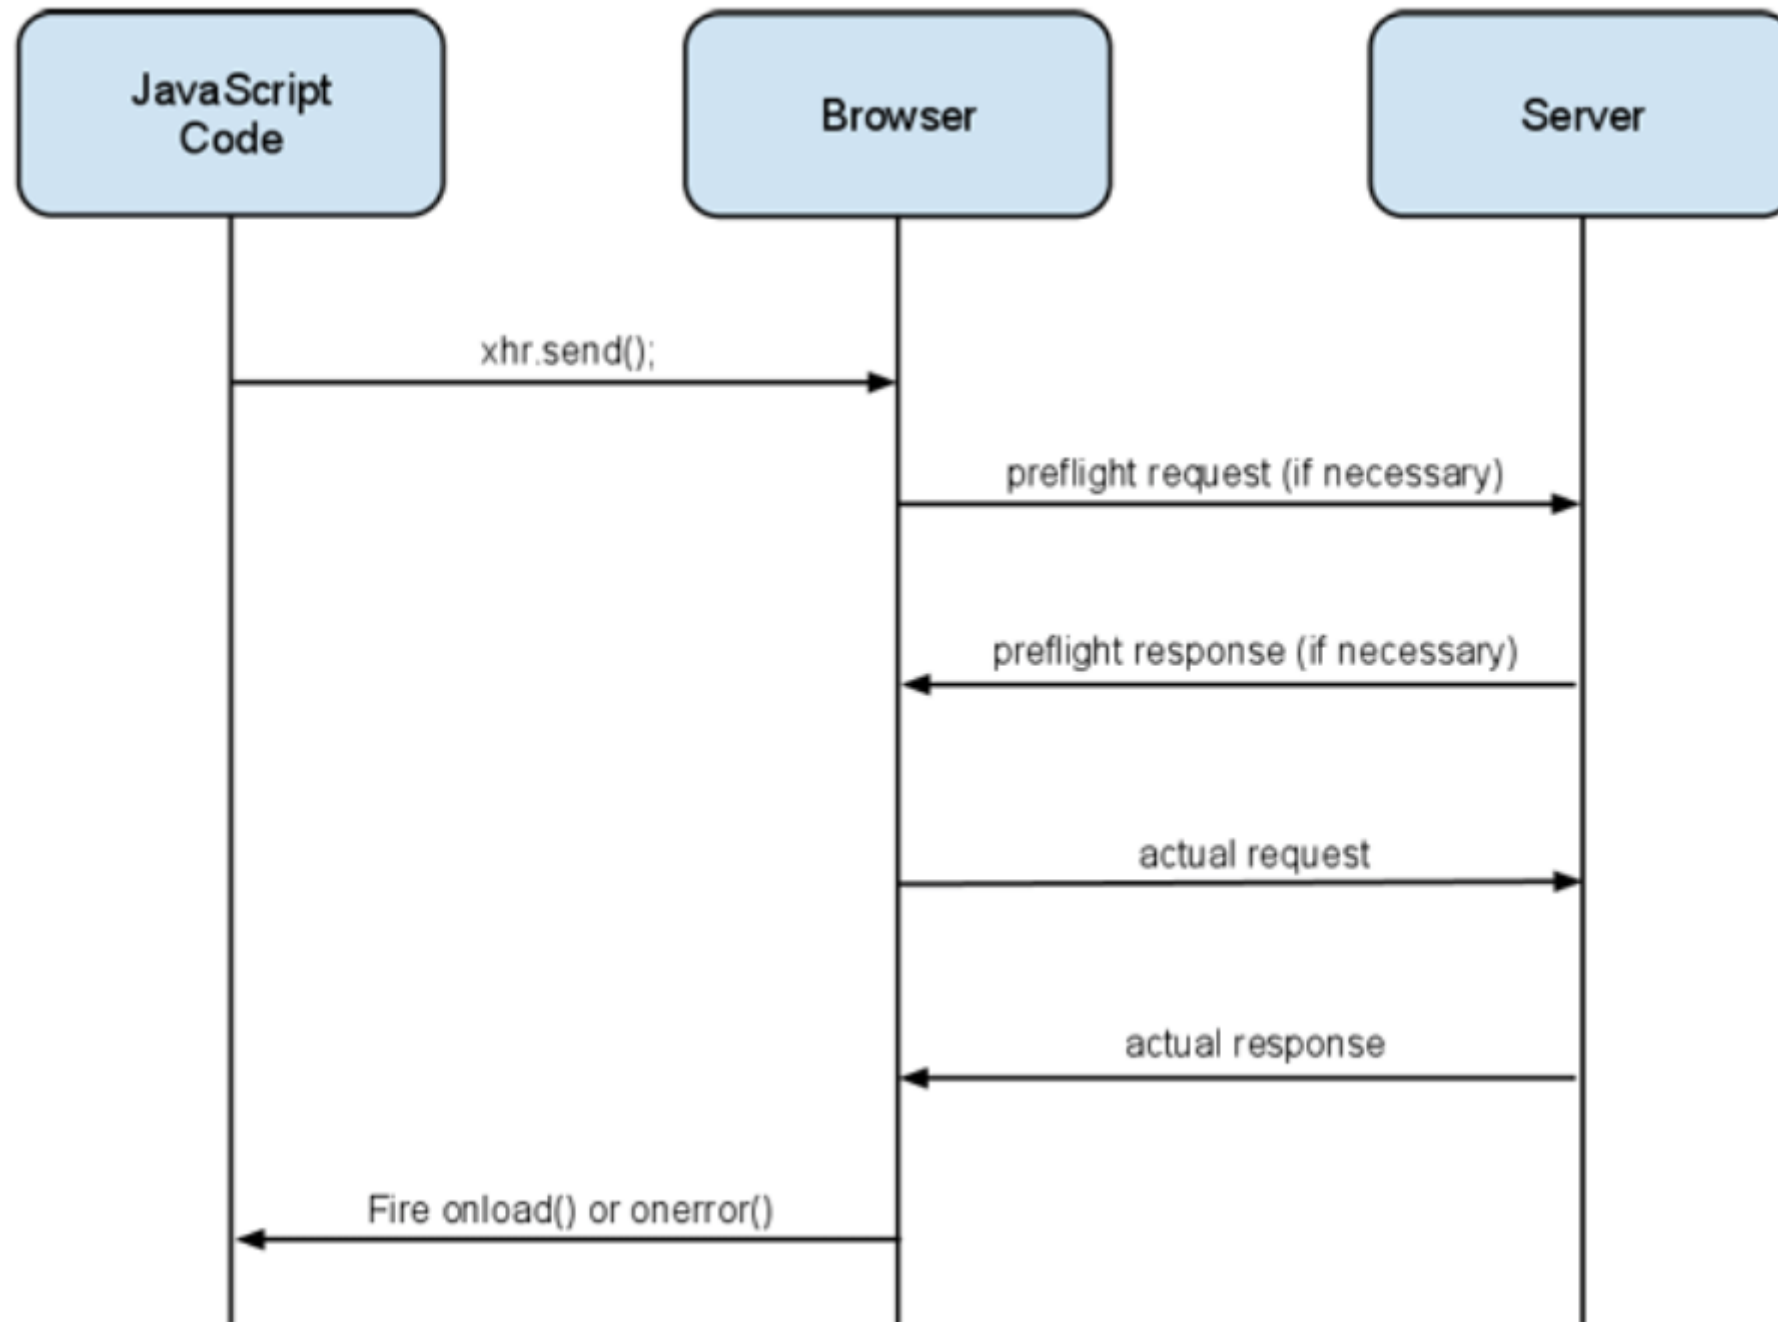 JavaScript
Code
Browser
Server
xhr.send();
preflight request (if necessary)
preflight response (if necessary)
actual request
actual response
Fire onload() or onerror()